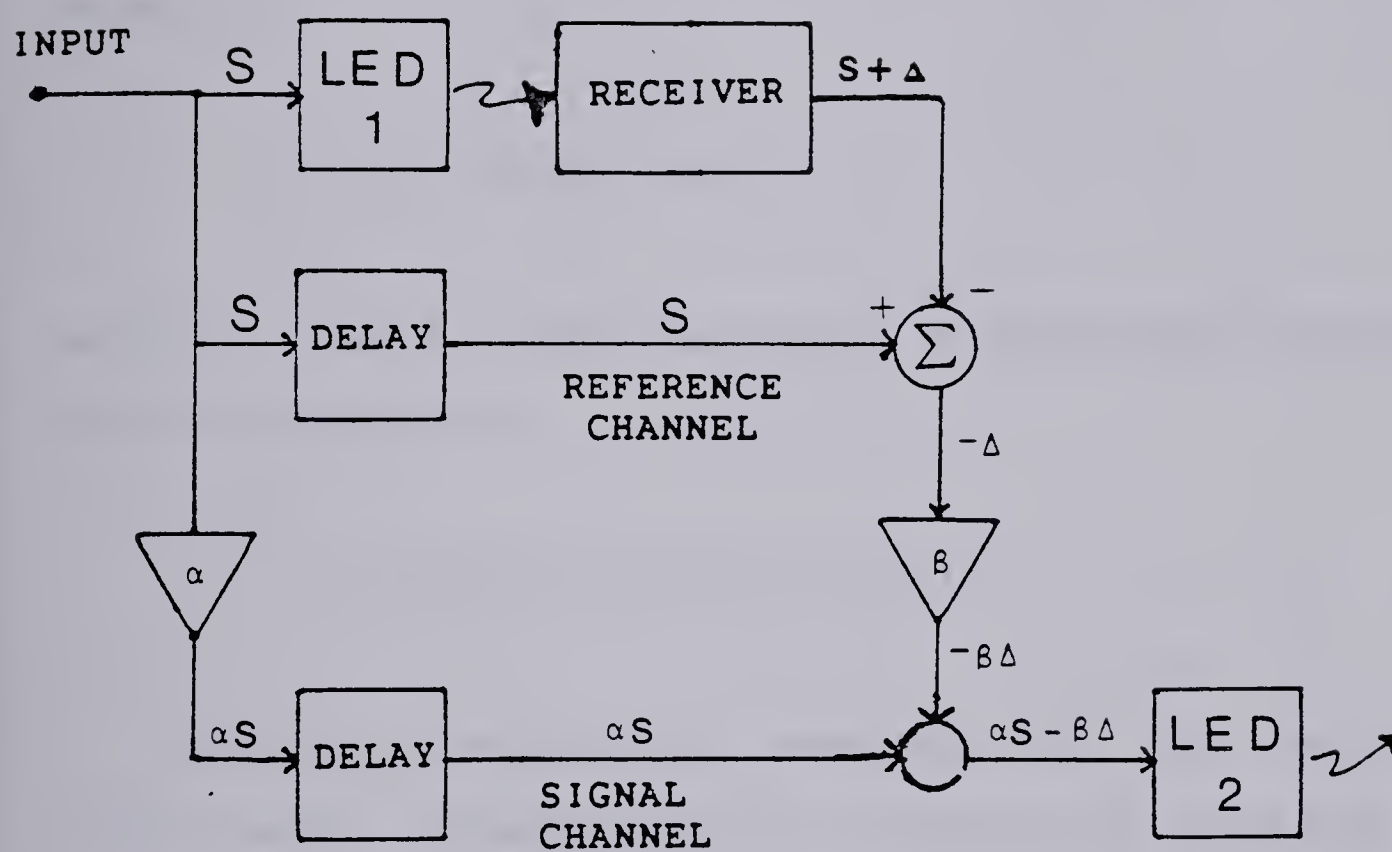 INPUT
S
LED
1
RECEIVER
S + Δ
S
DELAY
S
REFERENCE
CHANNEL
+
−
Σ
-Δ
α
β
-βΔ
αS
DELAY
αS
SIGNAL
CHANNEL
αS - βΔ
LED
2